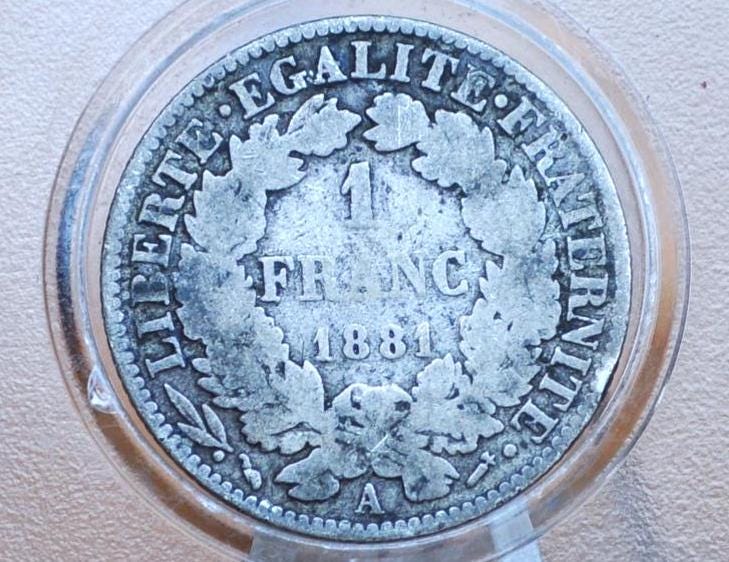 LIBERTE · EGALITE · FRATERNITE ·
1
FRANC
1881
A